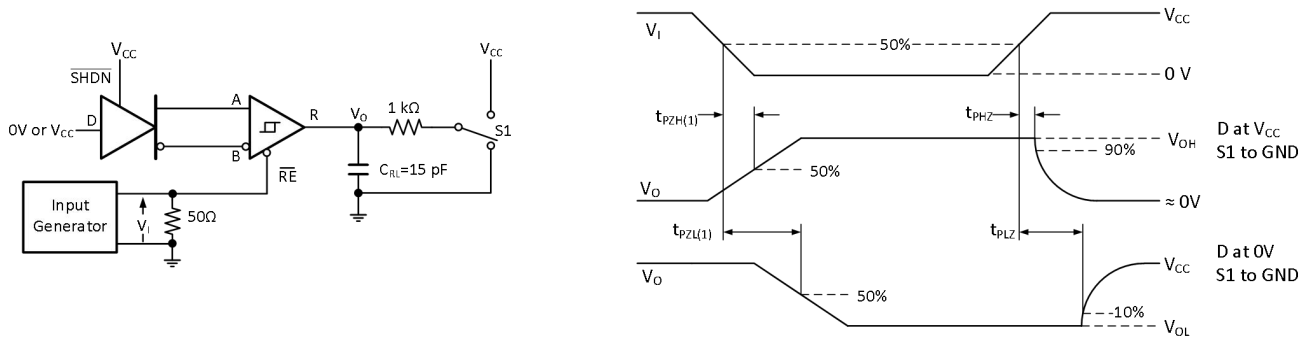 V_CC
SHDN
D
0V or V_CC
A
B
R
RE
V_O
1 kΩ
V_CC
S1
C_RL=15 pF
Input
Generator
V_I
50Ω
V_I
50%
V_CC
0 V
t_PZH(1)
t_PHZ
V_OH
90%
50%
V_O
≈ 0V
D at V_CC
S1 to GND
t_PZL(1)
t_PLZ
V_O
50%
V_CC
-10%
V_OL
D at 0V
S1 to GND